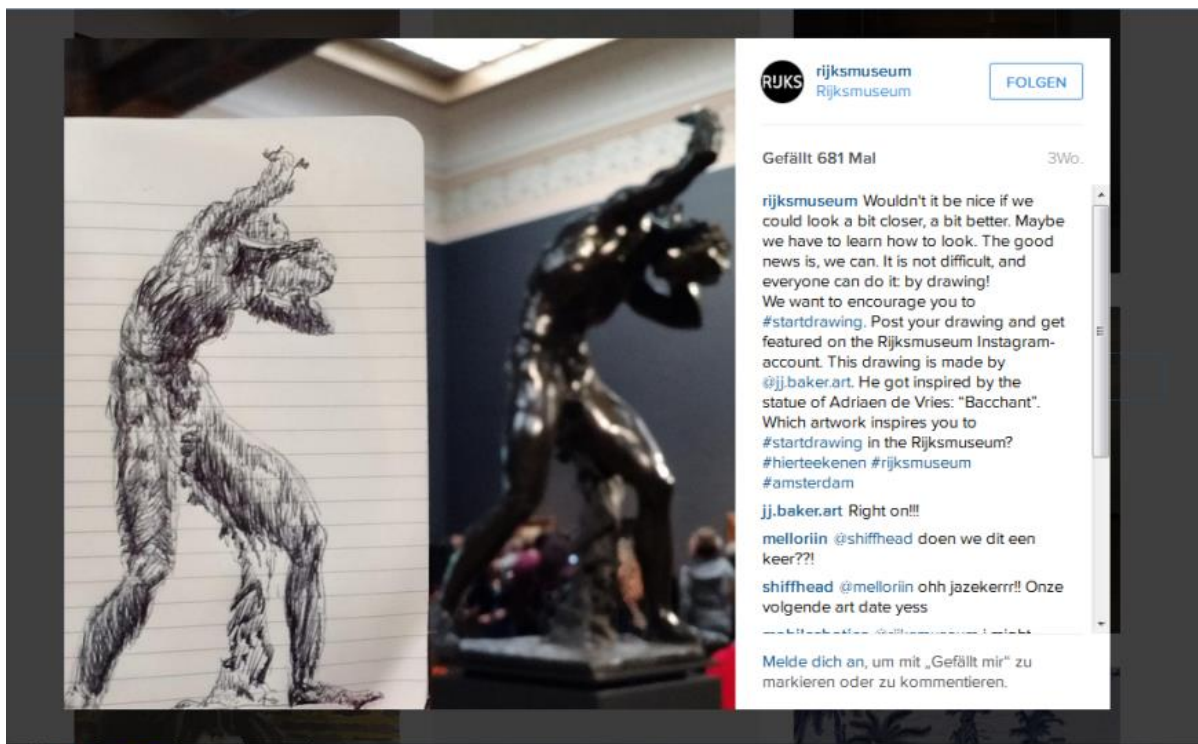 RIJKS
rijksmuseum
Rijksmuseum
FOLGEN
Gefällt 681 Mal
3Wo.
rijksmuseum Wouldn't it be nice if we
could look a bit closer, a bit better. Maybe
we have to learn how to look. The good
news is, we can. It is not difficult, and
everyone can do it: by drawing!
We want to encourage you to
#startdrawing. Post your drawing and get
featured on the Rijksmuseum Instagram-
account. This drawing is made by
@jj.baker.art. He got inspired by the
statue of Adriaen de Vries: “Bacchant”.
Which artwork inspires you to
#startdrawing in the Rijksmuseum?
#hierteekenen #rijksmuseum
#amsterdam
jj.baker.art Right on!!!
melloriin @shiffhead doen we dit een
keer??!
shiffhead @melloriin ohh jazekerrr!! Onze
volgende art date yess
@rijksmuseum i might
Melde dich an, um mit „Gefällt mir“ zu
markieren oder zu kommentieren.